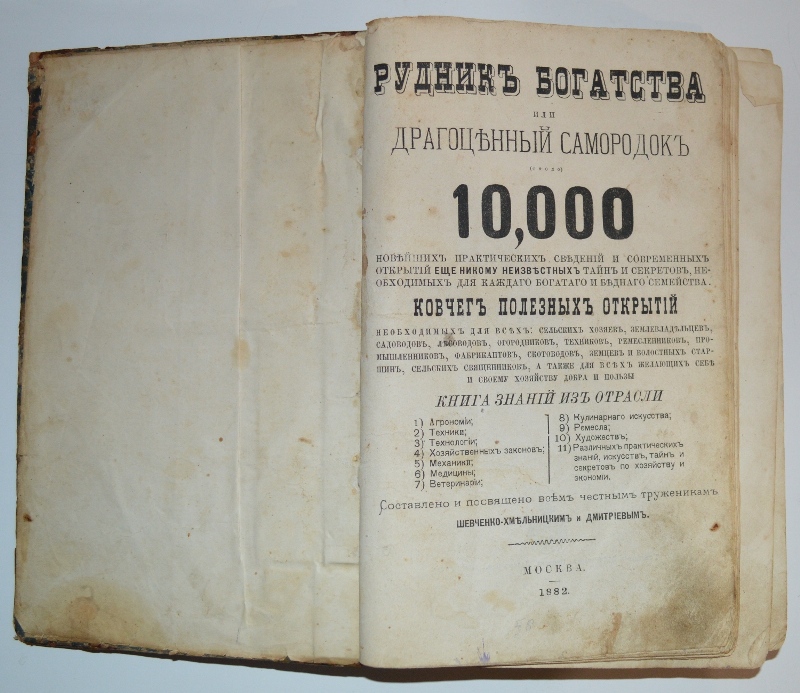 РУДНИКЪ БОГАТСТВА
ИЛИ
ДРАГОЦѢННЫЙ САМОРОДОКЪ
10,000
НОВѢЙШИХЪ ПРАКТИЧЕСКИХЪ СВѢДЕНІЙ И СОВРЕМЕННЫХЪ
ОТКРЫТІЙ ЕЩЕ НИКОМУ НЕИЗВѢСТНЫХЪ ТАЙНЪ И СЕКРЕТОВЪ, НЕ-
ОБХОДИМЫХЪ ДЛЯ КАЖДАГО БОГАТАГО И БѢДНАГО СЕМЕЙСТВА.
КОВЧЕГЪ ПОЛЕЗНЫХЪ ОТКРЫТІЙ
НЕОБХОДИМЫХЪ ДЛЯ ВСѢХЪ: СЕЛЬСКИХЪ ХОЗЯЕВЪ, ЗЕМЛЕВЛАДѢЛЬЦЕВЪ,
САДОВОДОВЪ, ЛѢСОВОДОВЪ, ОГОРОДНИКОВЪ, ТЕХНИКОВЪ, РЕМЕСЛЕННИКОВЪ, ПРО-
МЫШЛЕННИКОВЪ, ФАБРИКАНТОВЪ, СКОТОВОДОВЪ, ЗЕМЦЕВЪ И ВОЛОСТНЫХЪ СТАР-
ШИНЪ, СЕЛЬСКИХЪ СВЯЩЕННИКОВЪ, А ТАКЖЕ ДЛЯ ВСѢХЪ ЖЕЛАЮЩИХЪ СЕБѢ
И СВОЕМУ ХОЗЯЙСТВУ ДОБРА И ПОЛЬЗЫ
КНИГА ЗНАНІЙ ИЗЪ ОТРАСЛИ
1) Агрономіи;
2) Техники;
3) Технологіи;
4) Хозяйственныхъ законовъ;
5) Механики;
6) Медицины;
7) Ветеринаріи;
8) Кулинарнаго искусства;
9) Ремесла;
10) Художествъ;
11) Различныхъ практическихъ
знаній, искусствъ, тайнъ и
секретовъ по хозяйству и
экономіи.
Составлено и посвящено всѣмъ честнымъ труженикамъ
ШЕВЧЕНКО-ХМѢЛЬНИЦКИМЪ и ДМИТРІЕВЫМЪ.
МОСКВА.
1882.